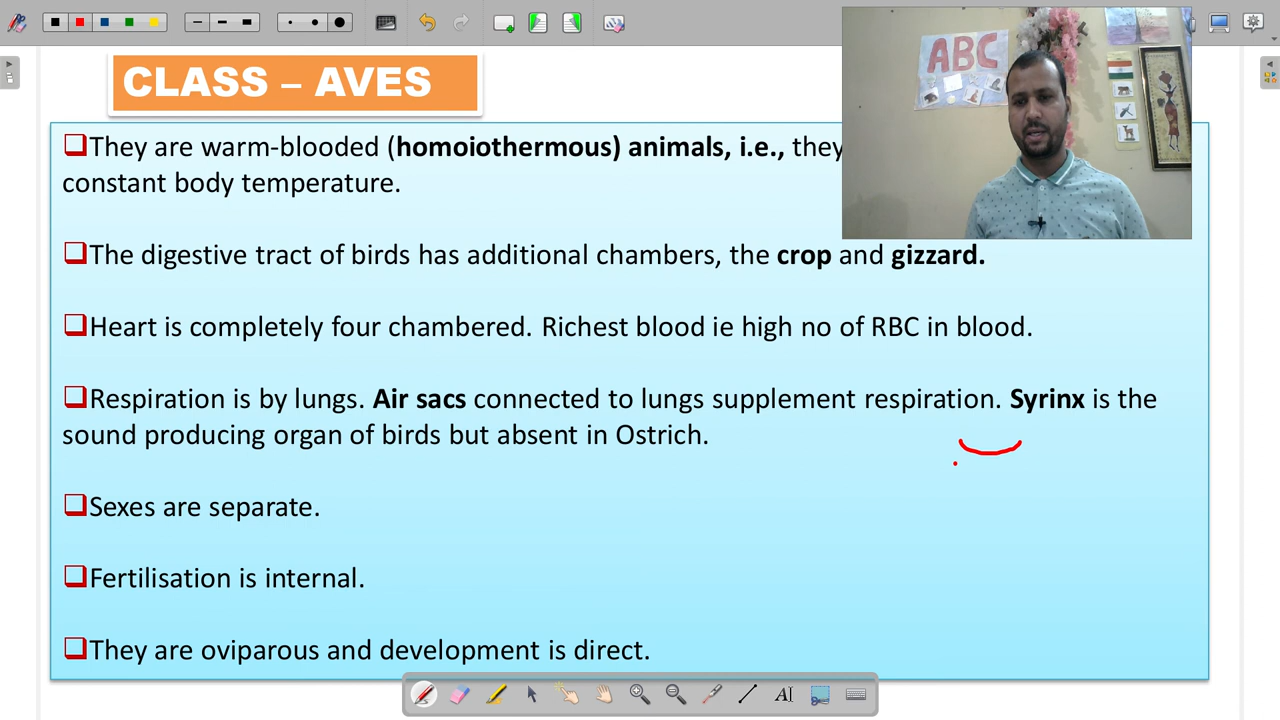 CLASS – AVES
ABC
❑They are warm-blooded (homoiothermous) animals, i.e., they
constant body temperature.
❑The digestive tract of birds has additional chambers, the crop and gizzard.
❑Heart is completely four chambered. Richest blood ie high no of RBC in blood.
❑Respiration is by lungs. Air sacs connected to lungs supplement respiration. Syrinx is the
sound producing organ of birds but absent in Ostrich.
❑Sexes are separate.
❑Fertilisation is internal.
❑They are oviparous and development is direct.